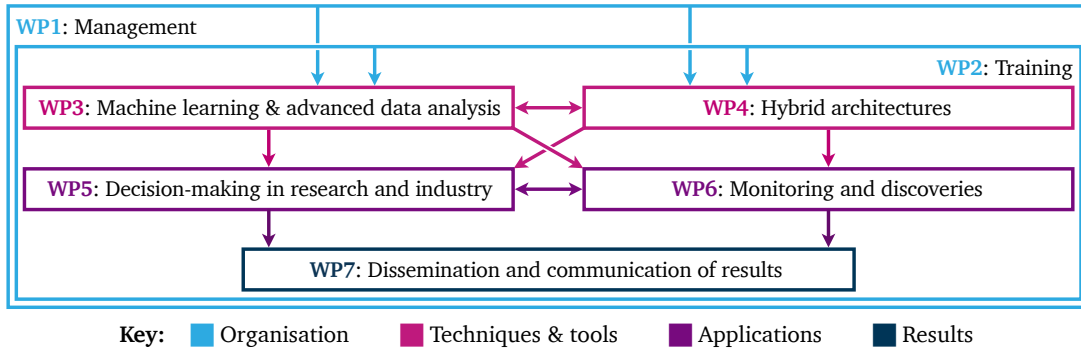 WP1: Management
WP2: Training
WP3: Machine learning & advanced data analysis
WP4: Hybrid architectures
WP5: Decision-making in research and industry
WP6: Monitoring and discoveries
WP7: Dissemination and communication of results
Key: Organisation Techniques & tools Applications Results